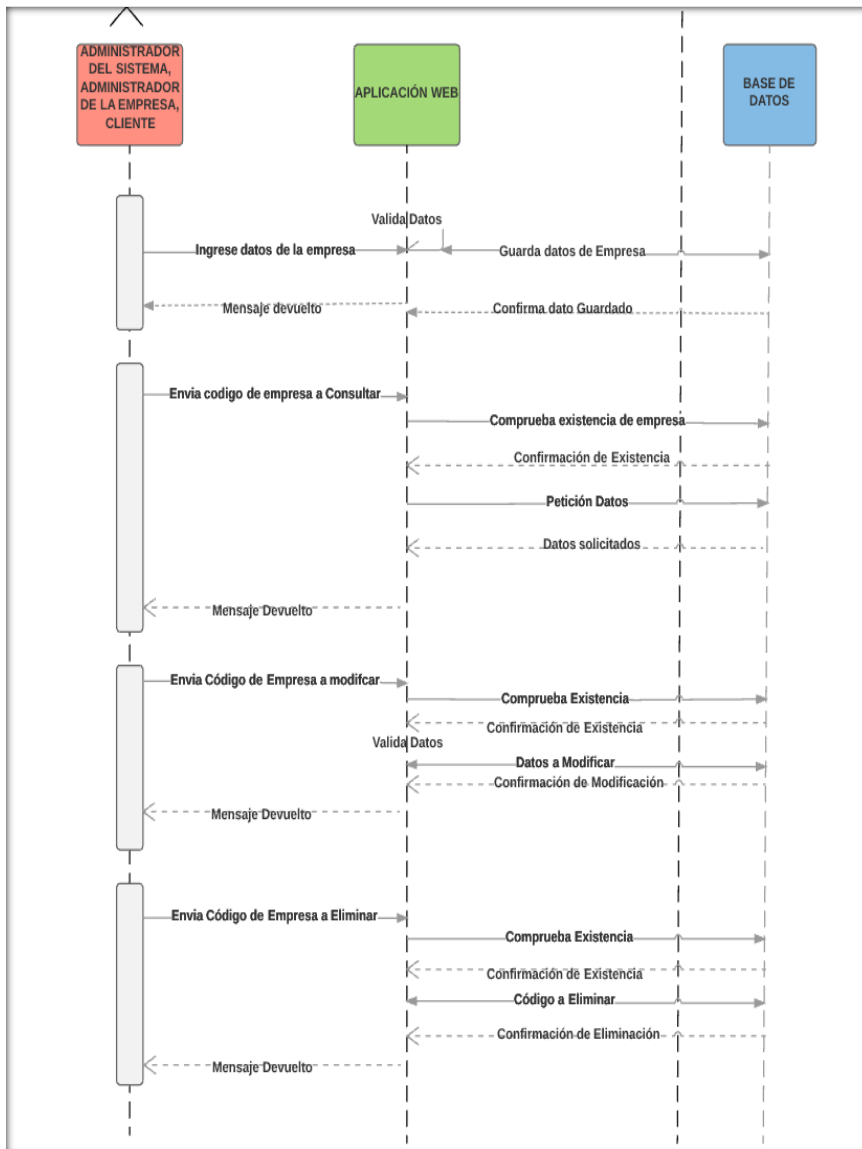 ADMINISTRADOR
DEL SISTEMA,
ADMINISTRADOR
DE LA EMPRESA,
CLIENTE
APLICACIÓN WEB
BASE DE
DATOS
Valida Datos
Ingrese datos de la empresa
Guarda datos de Empresa
Mensaje devuelto
Confirma dato Guardado
Envia codigo de empresa a Consultar
Comprueba existencia de empresa
Confirmación de Existencia
Petición Datos
Datos solicitados
Mensaje Devuelto
Envia Código de Empresa a modifcar
Comprueba Existencia
Confirmación de Existencia
Valida Datos
Datos a Modificar
Confirmación de Modificación
Mensaje Devuelto
Envia Código de Empresa a Eliminar
Comprueba Existencia
Confirmación de Existencia
Código a Eliminar
Confirmación de Eliminación
Mensaje Devuelto